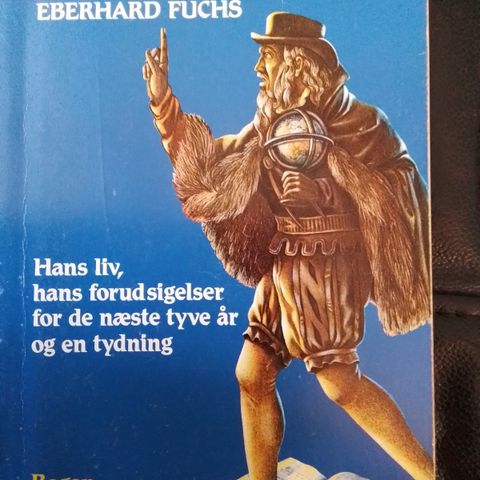 EBERHARD FUCHS
Hans liv,
hans forudsigelser
for de næste tyve år
og en tydning